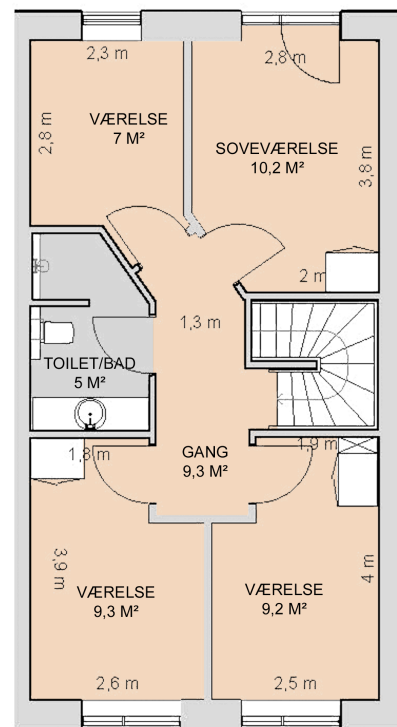 2,3 m
2,8 m
VÆRELSE
7 M²
2,8 m
SOVEVÆRELSE
10,2 M²
3,8 m
2 m
1,3 m
TOILET/BAD
5 M²
GANG
9,3 M²
1,8 m
1,9 m
3,9 m
VÆRELSE
9,3 M²
VÆRELSE
9,2 M²
4 m
2,6 m
2,5 m